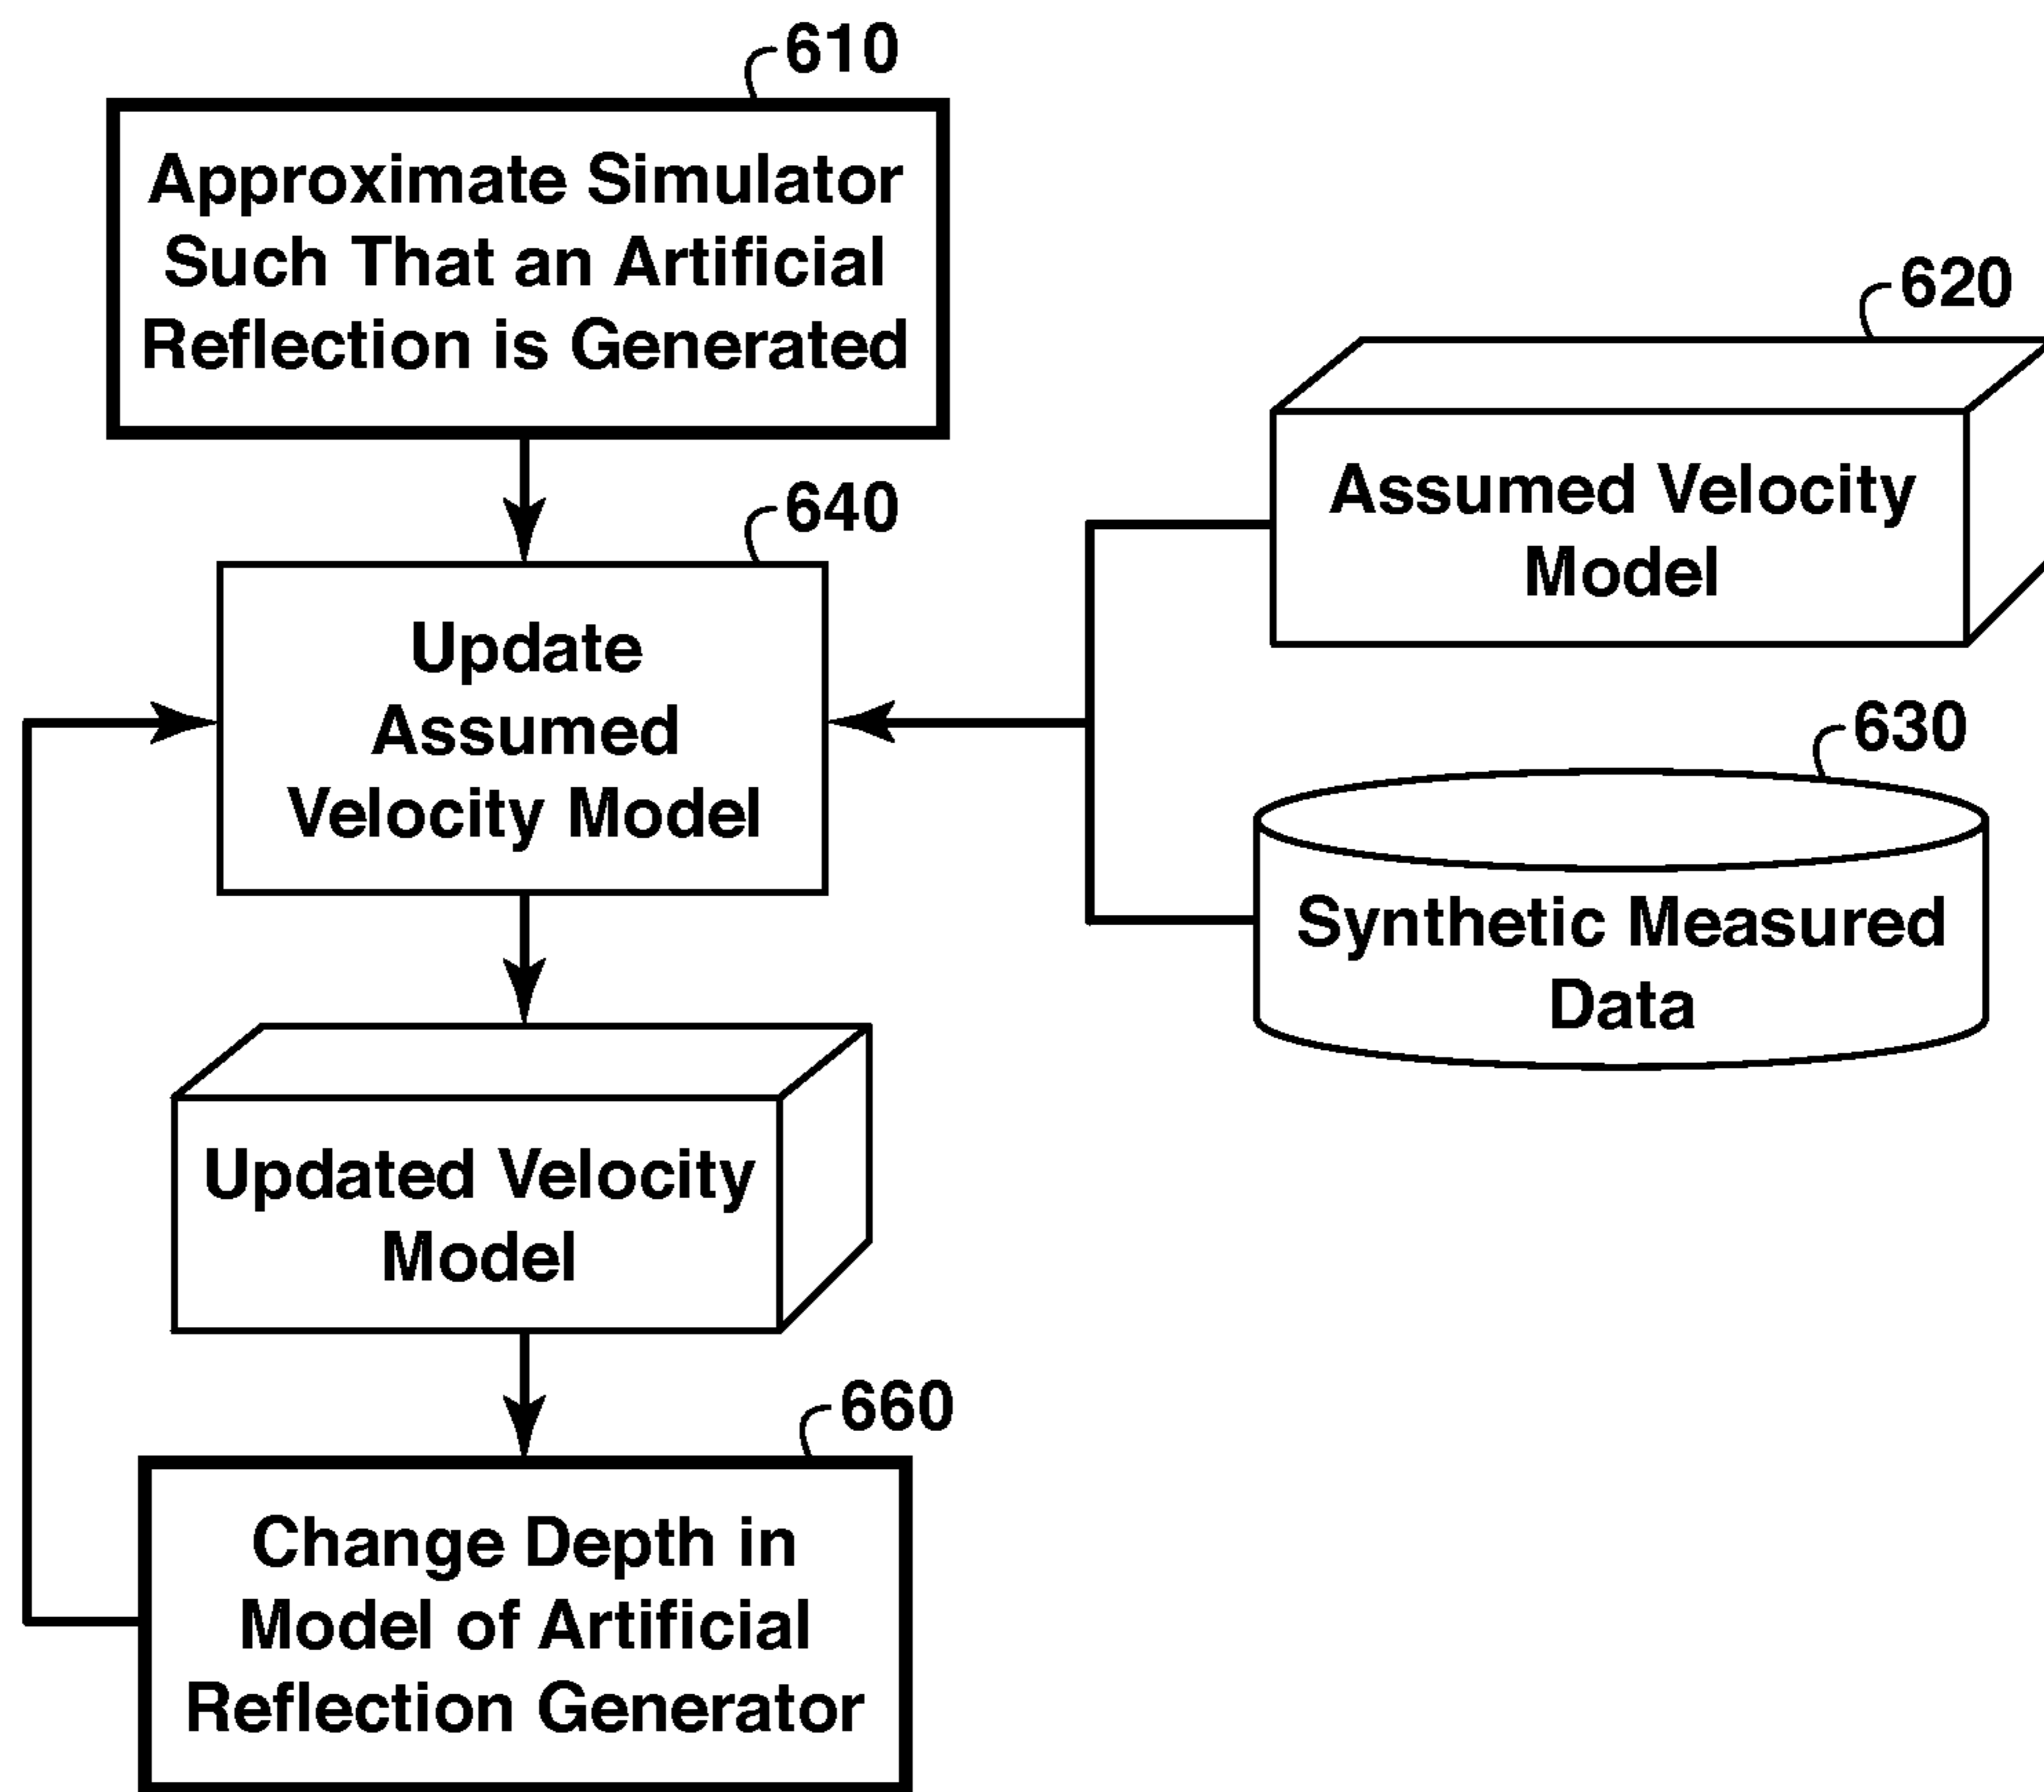 610
Approximate Simulator
Such That an Artificial
Reflection is Generated
620
Assumed Velocity
Model
640
Update
Assumed
Velocity Model
630
Synthetic Measured
Data
Updated Velocity
Model
660
Change Depth in
Model of Artificial
Reflection Generator